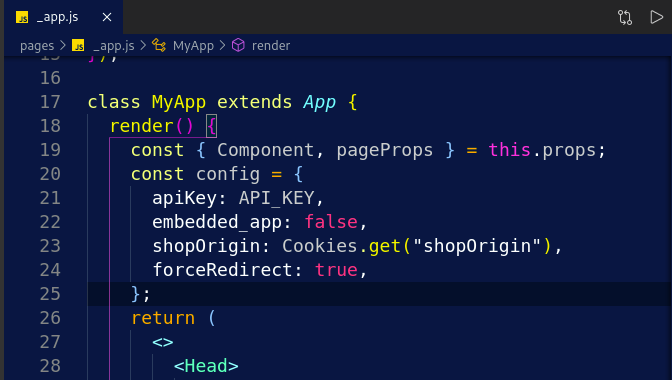 JS _app.js ×
pages > JS _app.js > MyApp > render
15 });
16
17 class MyApp extends App {
18 render() {
19 const { Component, pageProps } = this.props;
20 const config = {
21 apiKey: API_KEY,
22 embedded_app: false,
23 shopOrigin: Cookies.get("shopOrigin"),
24 forceRedirect: true,
25 };
26 return (
27 <>
28 <Head>